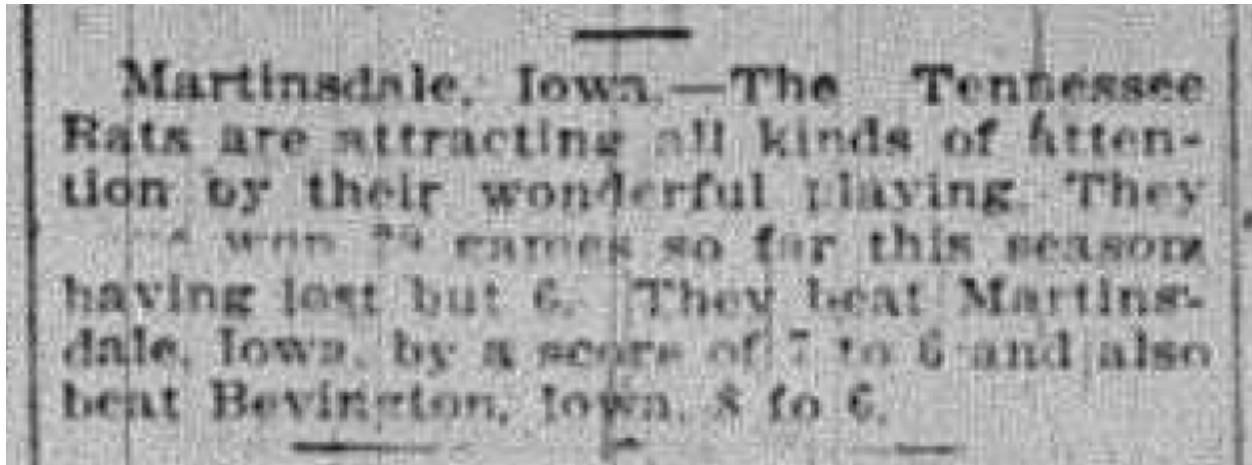 Martinsdale, Iowa.—The Tennessee
Rats are attracting all kinds of atten-
tion by their wonderful playing. They
won games so far this season
having lost but 6. They beat Martins-
dale, Iowa, by a score of 7 to 6 and also
beat Bevington, Iowa, 8 to 6.